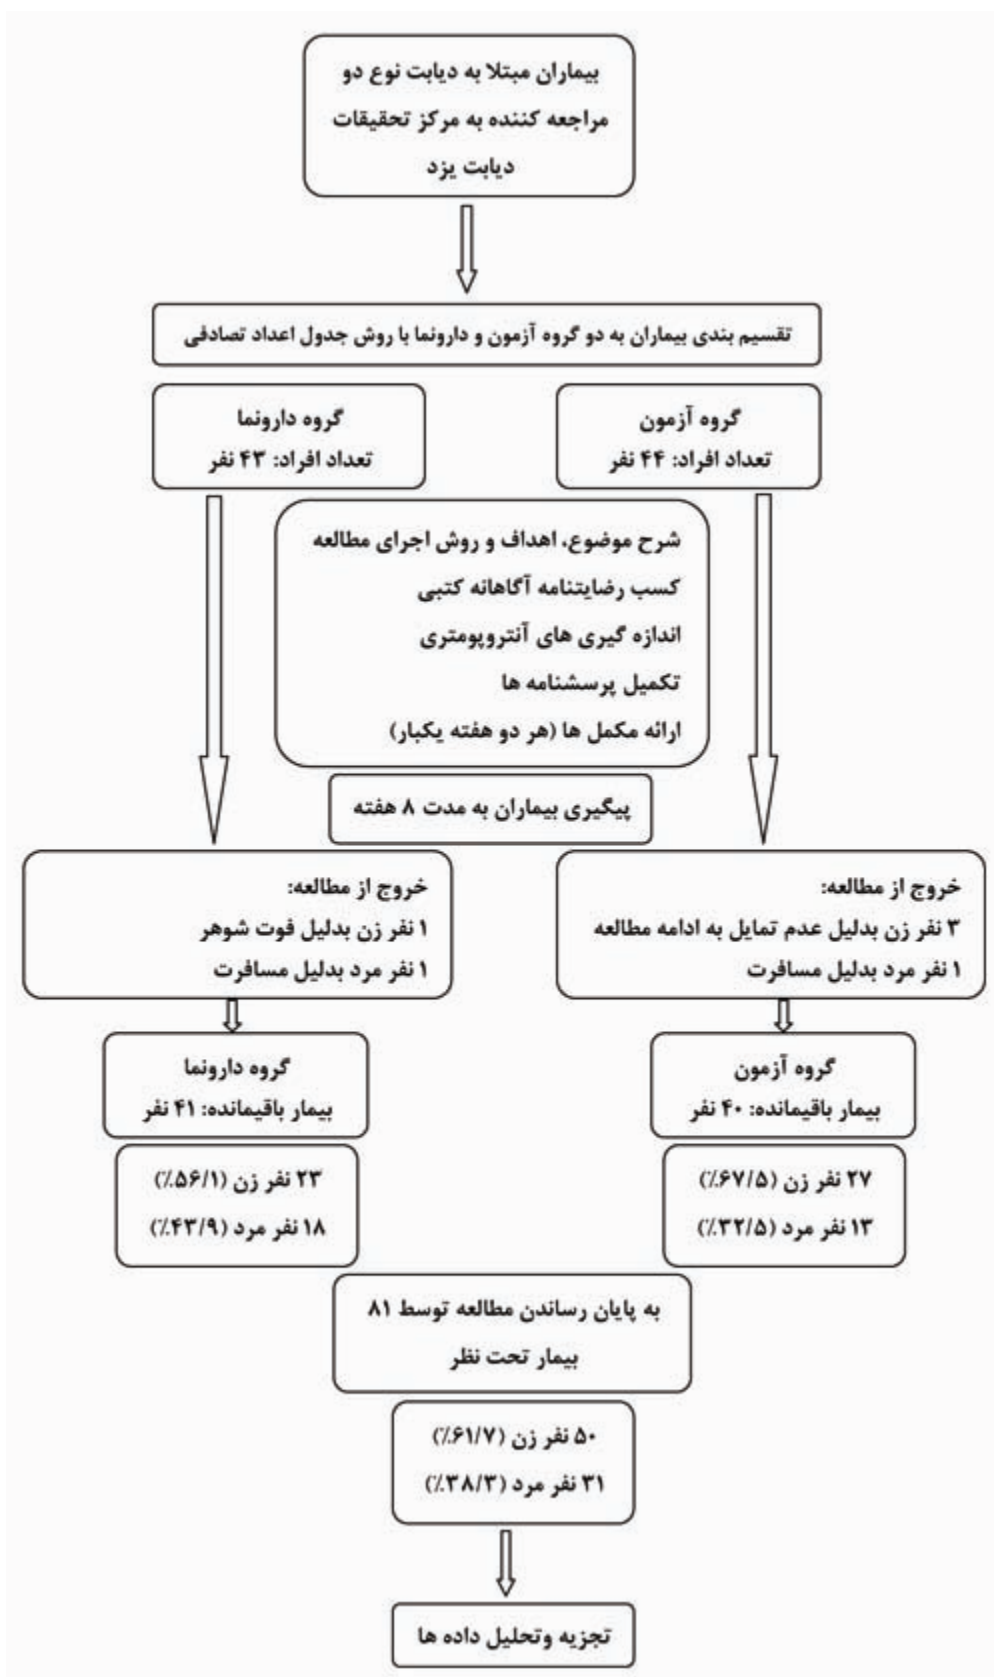 بیماران مبتلا به دیابت نوع دو
مراجعه کننده به مرکز تحقیقات
دیابت یزد
تقسیم بندی بیماران به دو گروه آزمون و دارونما با روش جدول اعداد تصادفی
گروه آزمون
تعداد افراد: ۴۴ نفر
گروه دارونما
تعداد افراد: ۴۳ نفر
شرح موضوع، اهداف و روش اجرای مطالعه
کسب رضایتنامه آگاهانه کتبی
اندازه گیری های آنتروپومتری
تکمیل پرسشنامه ها
ارائه مکمل ها (هر دو هفته یکبار)
پیگیری بیماران به مدت ۸ هفته
خروج از مطالعه:
۳ نفر زن بدلیل عدم تمایل به ادامه مطالعه
۱ نفر مرد بدلیل مسافرت
خروج از مطالعه:
۱ نفر زن بدلیل فوت شوهر
۱ نفر مرد بدلیل مسافرت
گروه آزمون
بیمار باقیمانده: ۴۰ نفر
گروه دارونما
بیمار باقیمانده: ۴۱ نفر
۲۷ نفر زن (۶۷/۵٪)
۱۳ نفر مرد (۳۲/۵٪)
۲۳ نفر زن (۵۶/۱٪)
۱۸ نفر مرد (۴۳/۹٪)
به پایان رساندن مطالعه توسط ۸۱
بیمار تحت نظر
۵۰ نفر زن (۶۱/۷٪)
۳۱ نفر مرد (۳۸/۳٪)
تجزیه وتحلیل داده ها